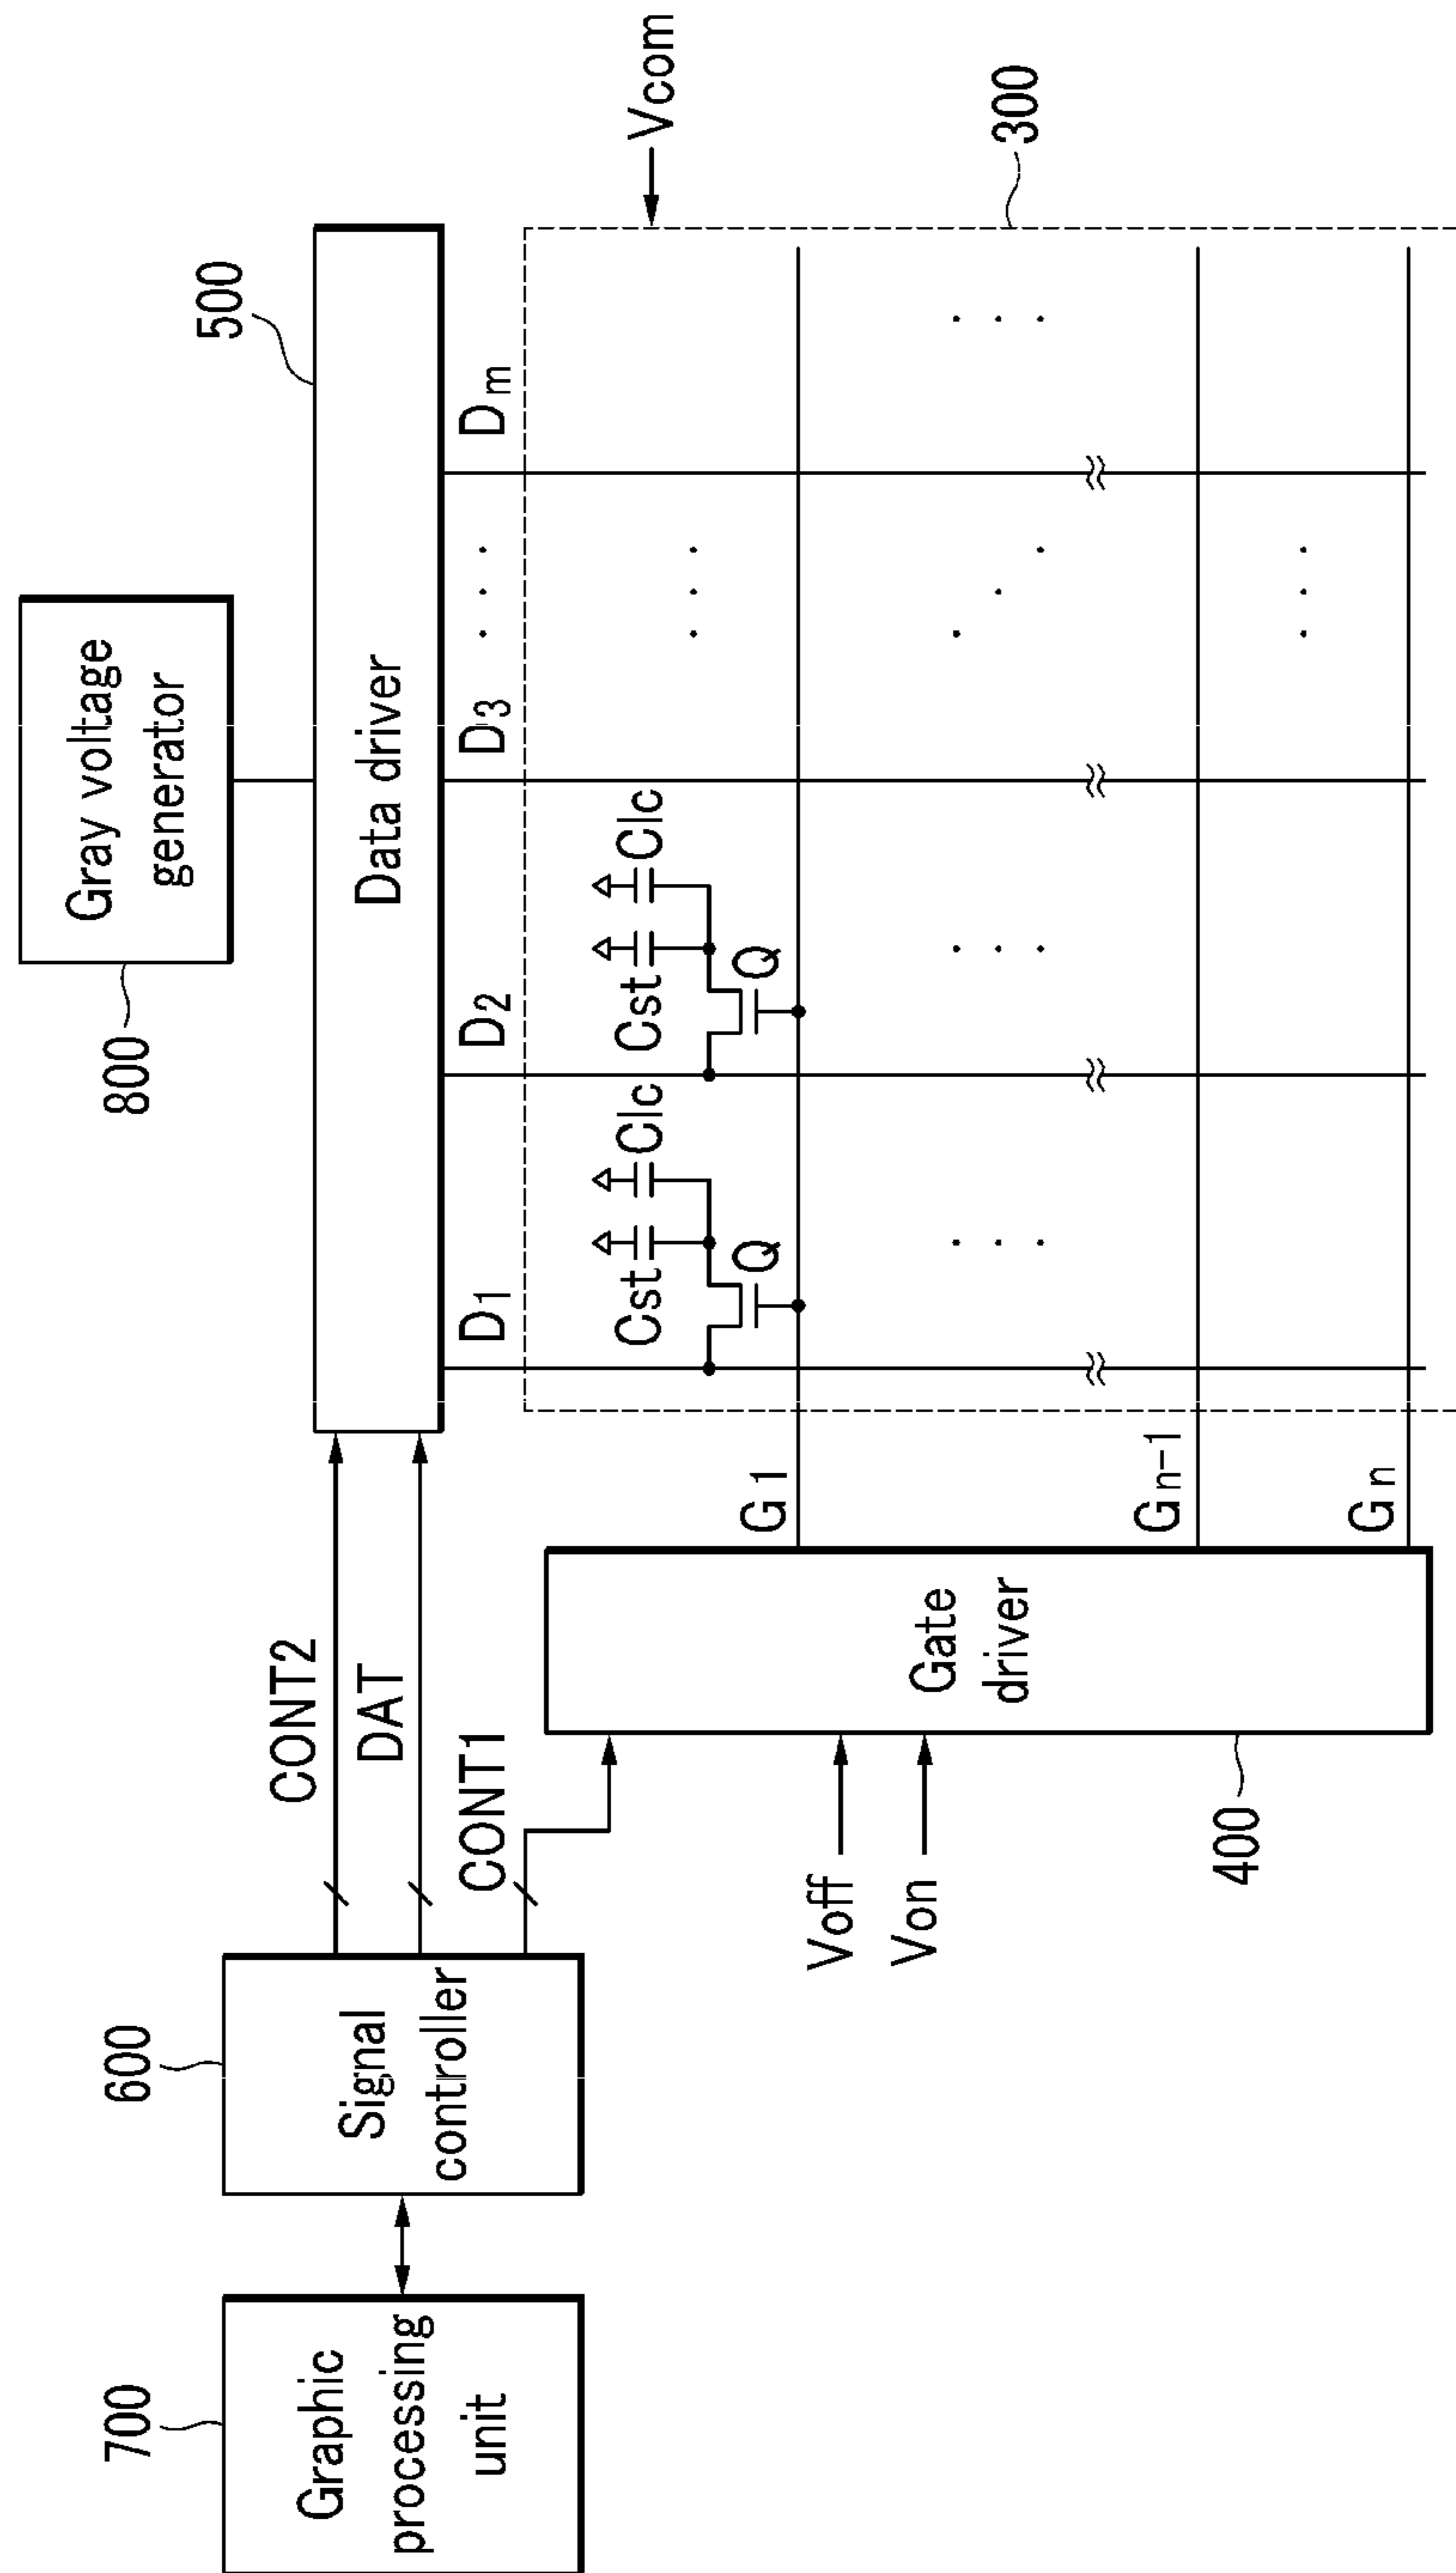 800
Gray voltage
generator
500
Data driver
700
Graphic
processing
unit
600
Signal
controller
CONT2
DAT
CONT1
D1
D2
D3
Dm
Vcom
300
Cst
Clc
Q
Cst
Clc
Q
Voff
Von
Gate
driver
400
G1
Gn-1
Gn